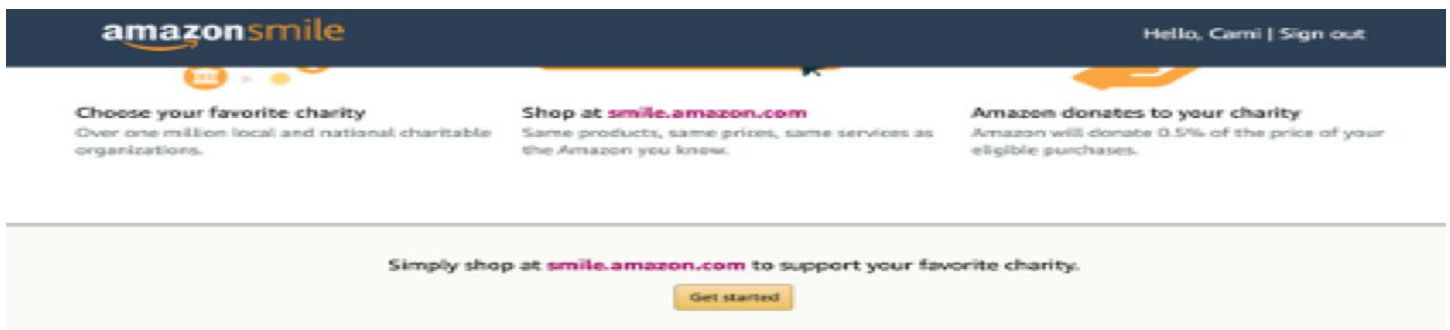 amazonsmile
Hello, Cami | Sign out
Choose your favorite charity
Over one million local and national charitable
organizations.
Shop at smile.amazon.com
Same products, same prices, same services as
the Amazon you know.
Amazon donates to your charity
Amazon will donate 0.5% of the price of your
eligible purchases.
Simply shop at smile.amazon.com to support your favorite charity.
Get started